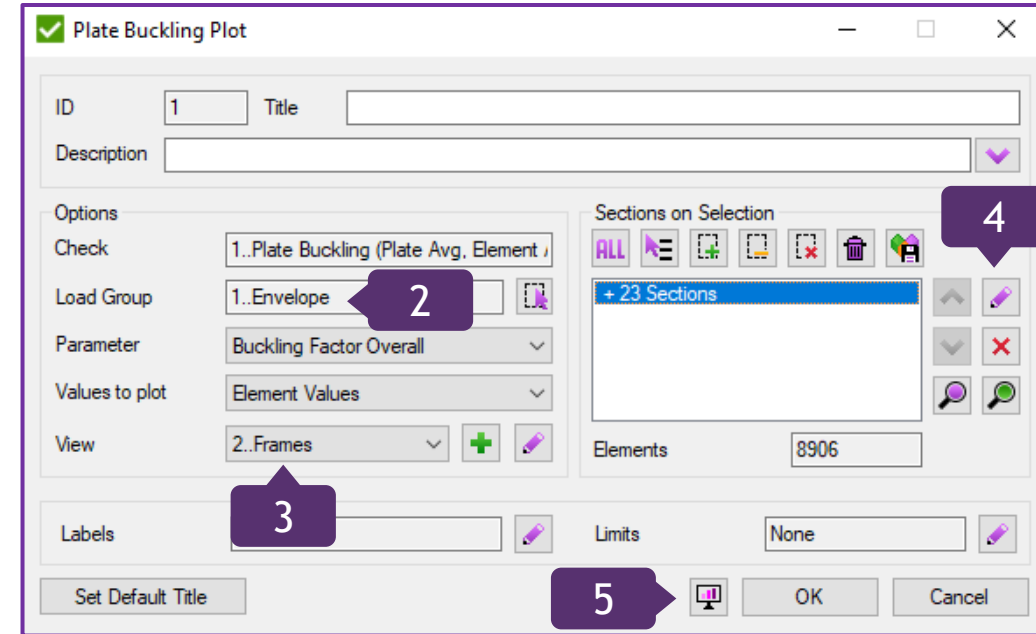 Plate Buckling Plot
ID 1 Title
Description
Options
Check 1..Plate Buckling (Plate Avg, Element
Load Group 1..Envelope 2
Parameter Buckling Factor Overall
Values to plot Element Values
View 2..Frames
3
Sections on Selection
4
ALL
+ 23 Sections
Elements 8906
Labels
Limits None
Set Default Title
5
OK
Cancel